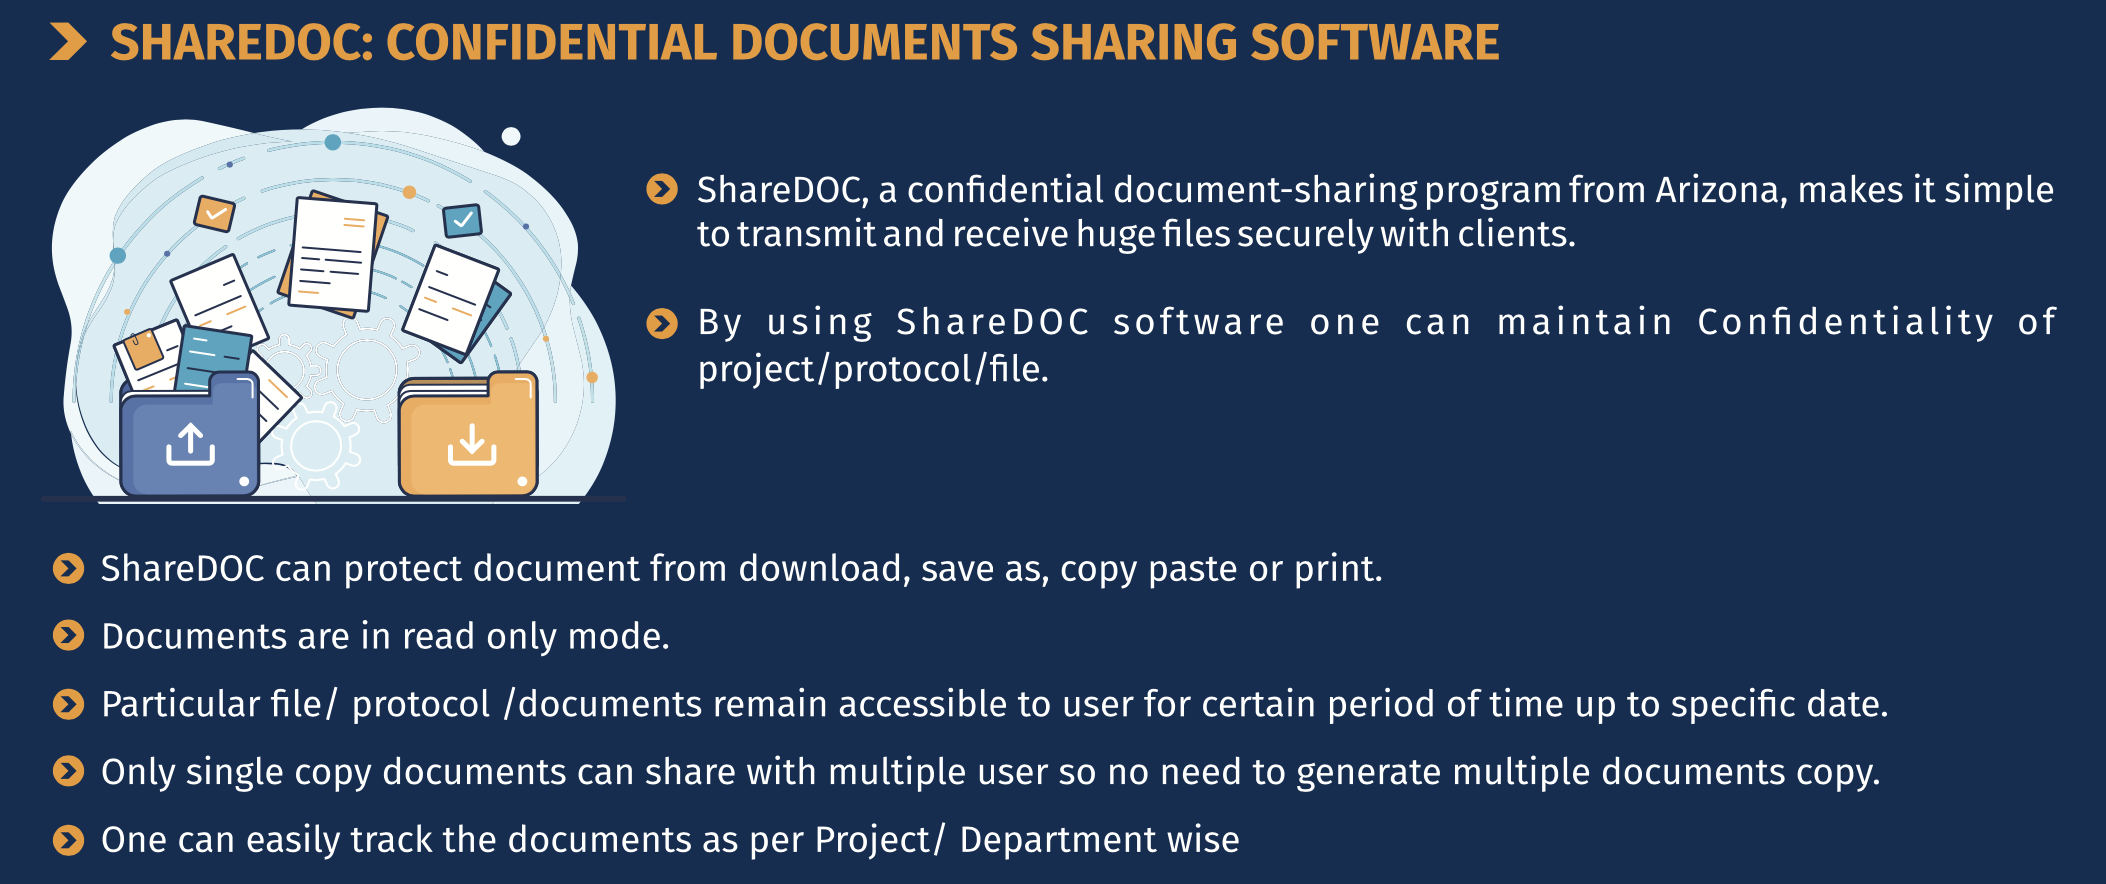 SHAREDOC: CONFIDENTIAL DOCUMENTS SHARING SOFTWARE
ShareDOC, a confidential document-sharing program from Arizona, makes it simple
to transmit and receive huge files securely with clients.
By using ShareDOC software one can maintain Confidentiality of
project/protocol/file.
ShareDOC can protect document from download, save as, copy paste or print.
Documents are in read only mode.
Particular file/ protocol /documents remain accessible to user for certain period of time up to specific date.
Only single copy documents can share with multiple user so no need to generate multiple documents copy.
One can easily track the documents as per Project/ Department wise